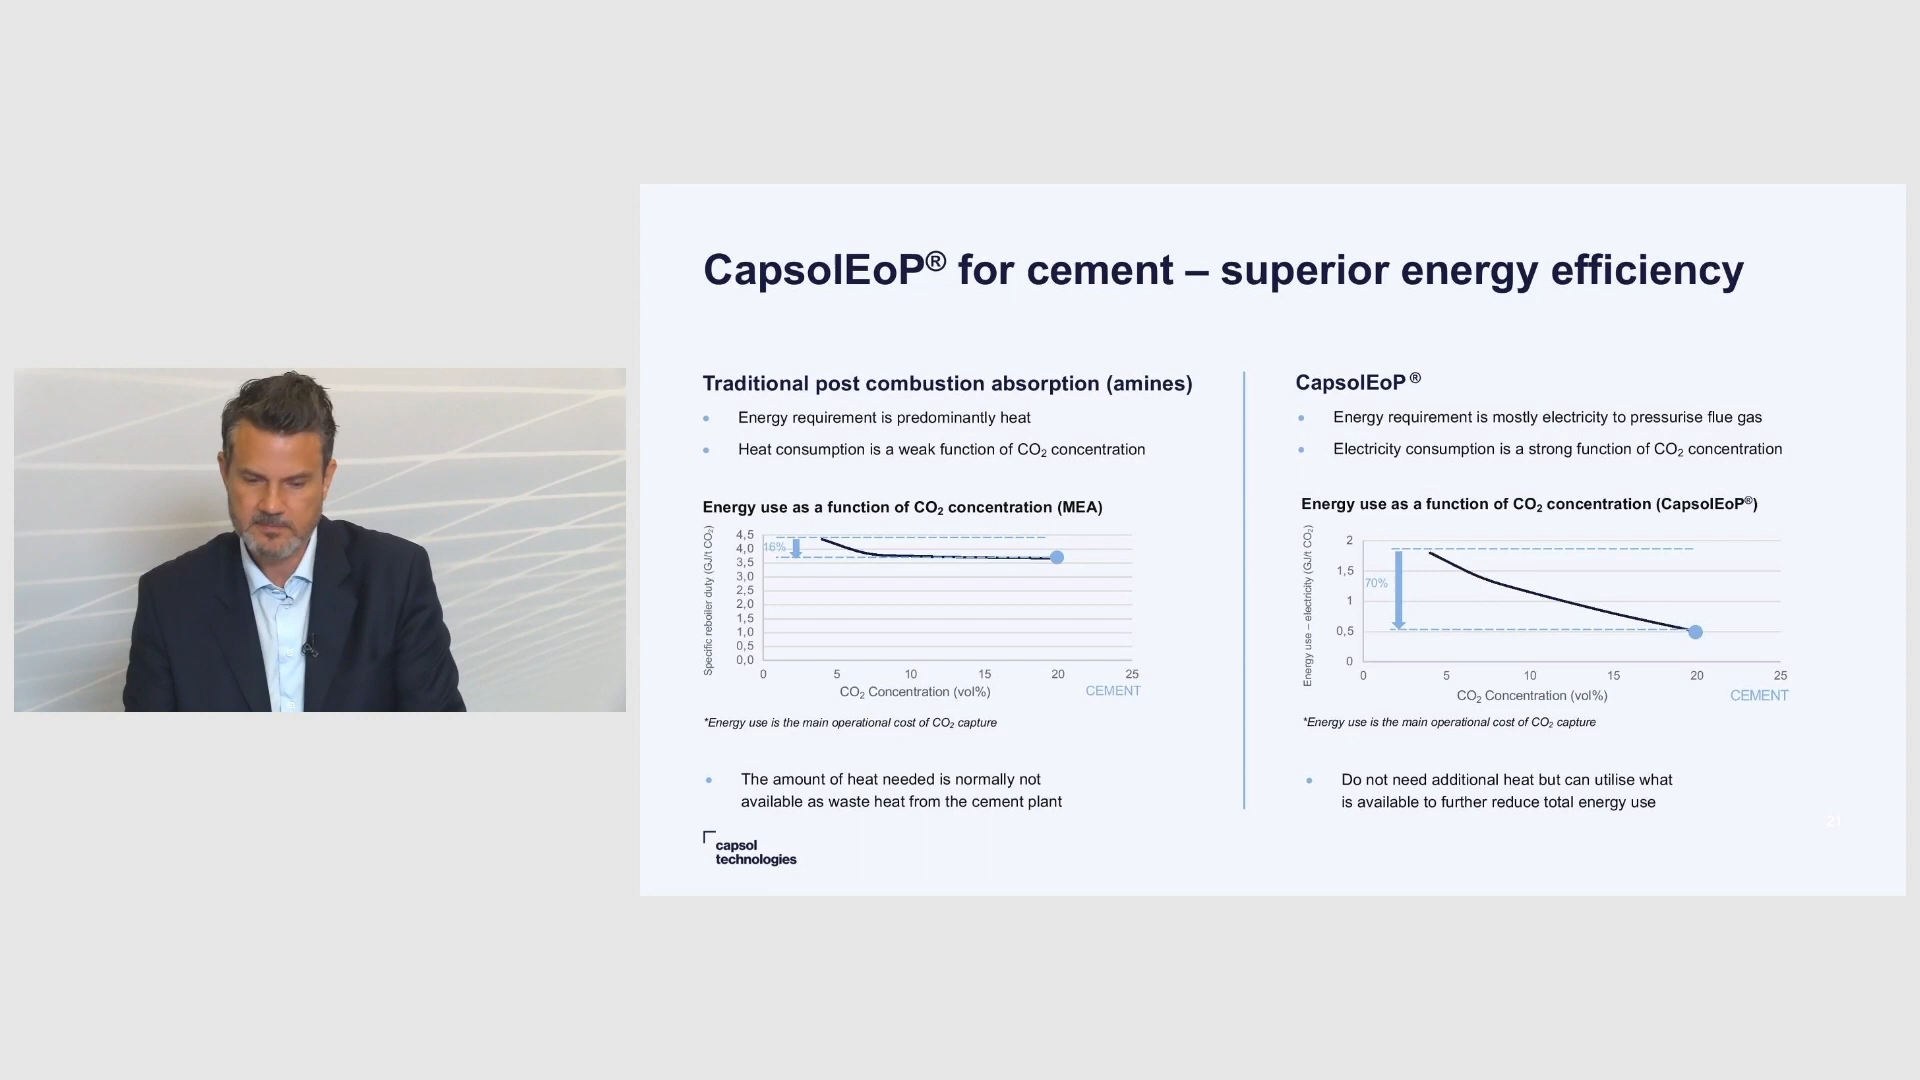 CapsolEoP® for cement – superior energy efficiency
Traditional post combustion absorption (amines)
• Energy requirement is predominantly heat
• Heat consumption is a weak function of CO₂ concentration
Energy use as a function of CO₂ concentration (MEA)
Specific reboiler duty (GJ/t CO₂)
4,5
4,0
3,5
3,0
2,5
2,0
1,5
1,0
0,5
0,0
16%
0 5 10 15 20 25
CO₂ Concentration (vol%)
CEMENT
*Energy use is the main operational cost of CO₂ capture
• The amount of heat needed is normally not
available as waste heat from the cement plant
CapsolEoP®
• Energy requirement is mostly electricity to pressurise flue gas
• Electricity consumption is a strong function of CO₂ concentration
Energy use as a function of CO₂ concentration (CapsolEoP®)
Energy use – electricity (GJ/t CO₂)
2
1,5
1
0,5
0
70%
0 5 10 15 20 25
CO₂ Concentration (vol%)
CEMENT
*Energy use is the main operational cost of CO₂ capture
• Do not need additional heat but can utilise what
is available to further reduce total energy use
21
capsol
technologies